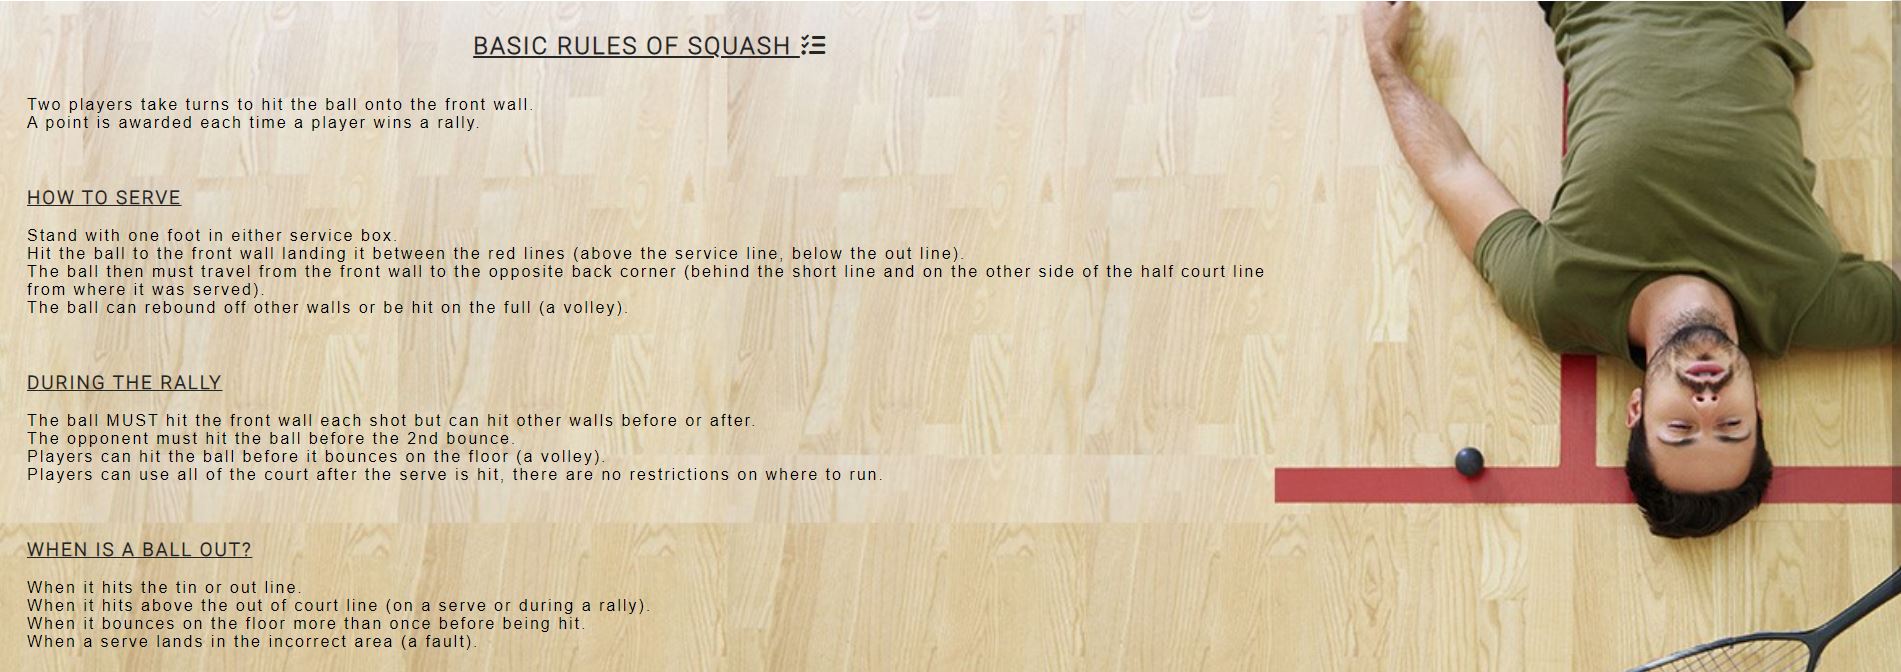 BASIC RULES OF SQUASH
Two players take turns to hit the ball onto the front wall.
A point is awarded each time a player wins a rally.
HOW TO SERVE
Stand with one foot in either service box.
Hit the ball to the front wall landing it between the red lines (above the service line, below the out line).
The ball then must travel from the front wall to the opposite back corner (behind the short line and on the other side of the half court line
from where it was served).
The ball can rebound off other walls or be hit on the full (a volley).
DURING THE RALLY
The ball MUST hit the front wall each shot but can hit other walls before or after.
The opponent must hit the ball before the 2nd bounce.
Players can hit the ball before it bounces on the floor (a volley).
Players can use all of the court after the serve is hit, there are no restrictions on where to run.
WHEN IS A BALL OUT?
When it hits the tin or out line.
When it hits above the out of court line (on a serve or during a rally).
When it bounces on the floor more than once before being hit.
When a serve lands in the incorrect area (a fault).